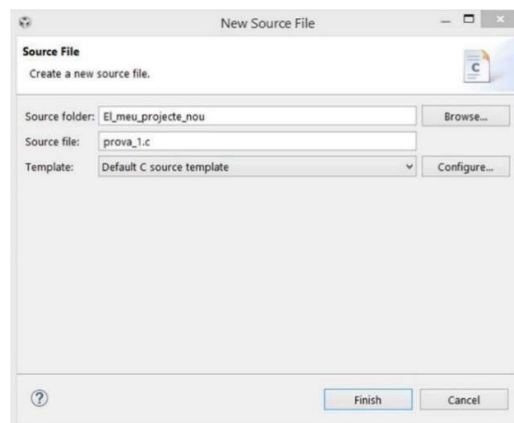 New Source File
Source File
Create a new source file.
C
Source folder: El_meu_projecte_nou Browse...
Source file: prova_1.c
Template: Default C source template Configure...
? Finish Cancel